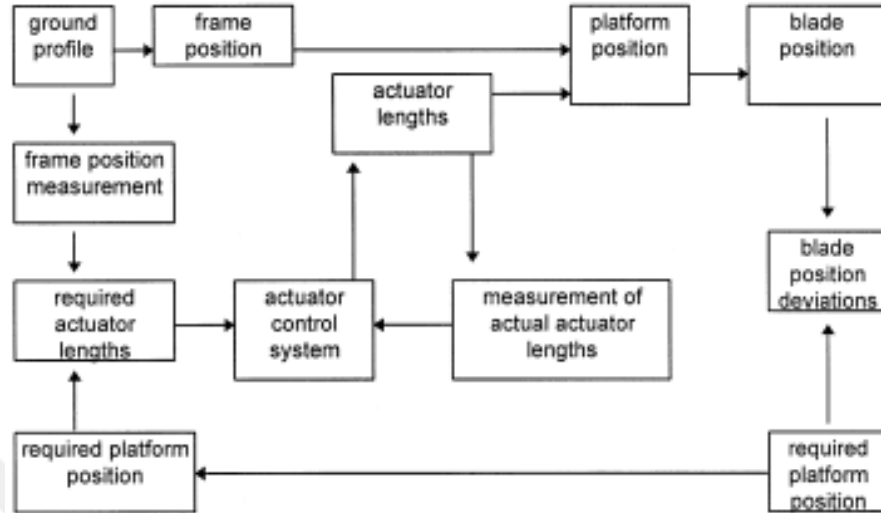 ground
profile
frame
position
platform
position
blade
position
actuator
lengths
frame position
measurement
blade
position
deviations
required
actuator
lengths
actuator
control
system
measurement of
actual actuator
lengths
required platform
position
required
platform
position